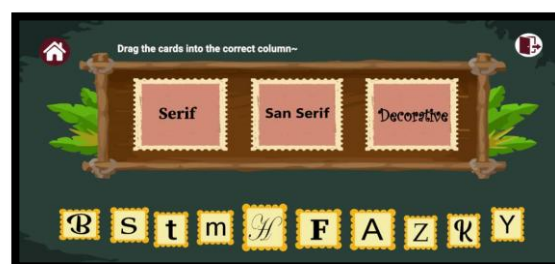 Drag the cards into the correct column~
Serif San Serif Decorative
B S t m H F A Z R Y